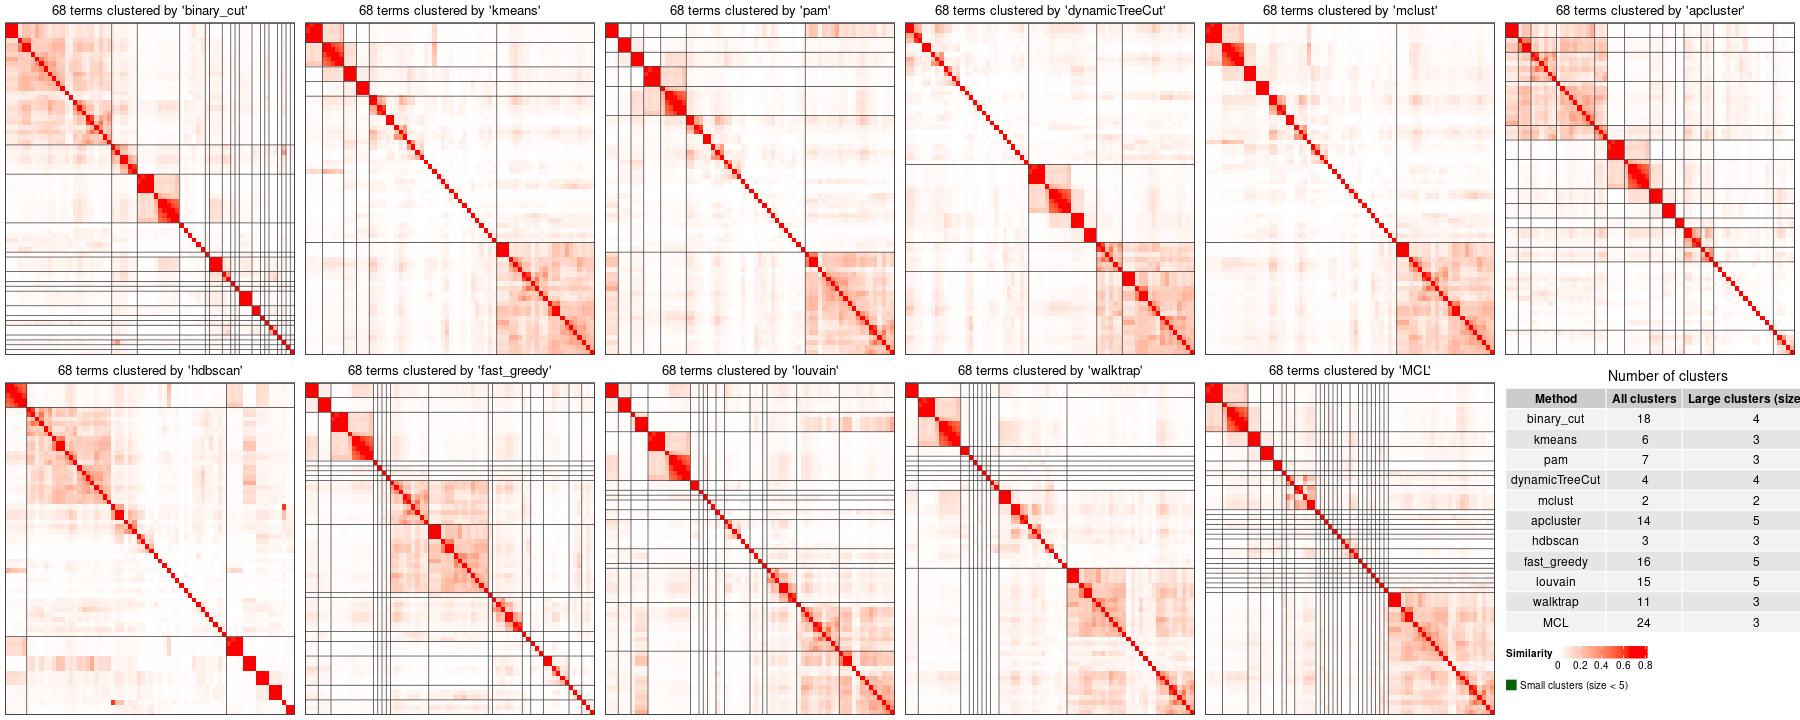 68 terms clustered by 'binary_cut'
68 terms clustered by 'kmeans'
68 terms clustered by 'pam'
68 terms clustered by 'dynamicTreeCut'
68 terms clustered by 'mclust'
68 terms clustered by 'apcluster'
68 terms clustered by 'hdbscan'
68 terms clustered by 'fast_greedy'
68 terms clustered by 'louvain'
68 terms clustered by 'walktrap'
68 terms clustered by 'MCL'
Number of clusters
Method All clusters Large clusters (size
binary_cut 18 4
kmeans 6 3
pam 7 3
dynamicTreeCut 4 4
mclust 2 2
apcluster 14 5
hdbscan 3 3
fast_greedy 16 5
louvain 15 5
walktrap 11 3
MCL 24 3
Similarity
0 0.2 0.4 0.6 0.8
Small clusters (size < 5)